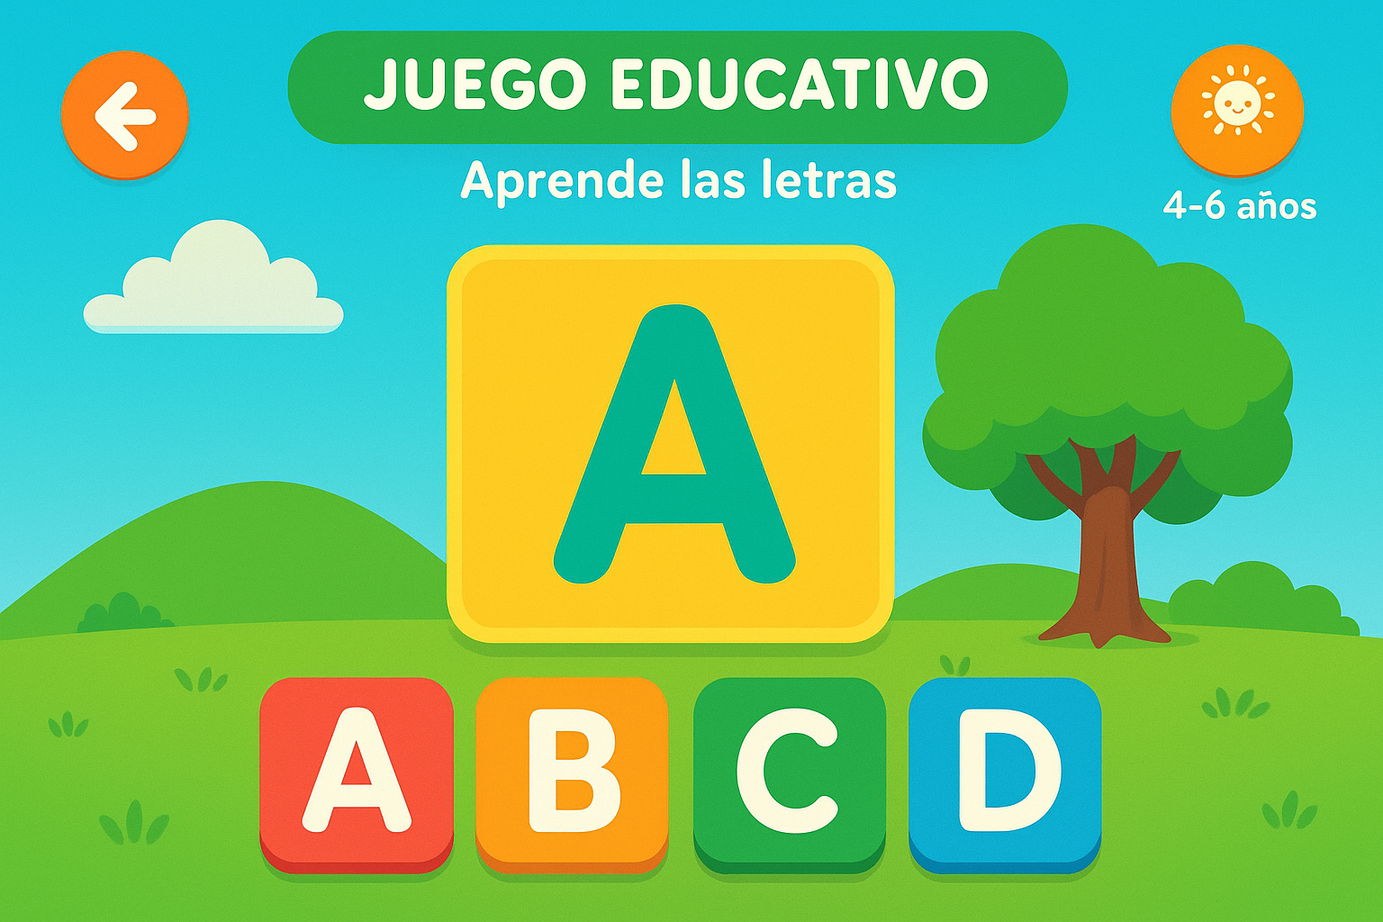 JUEGO EDUCATIVO
Aprende las letras
4-6 años
A
A B C D